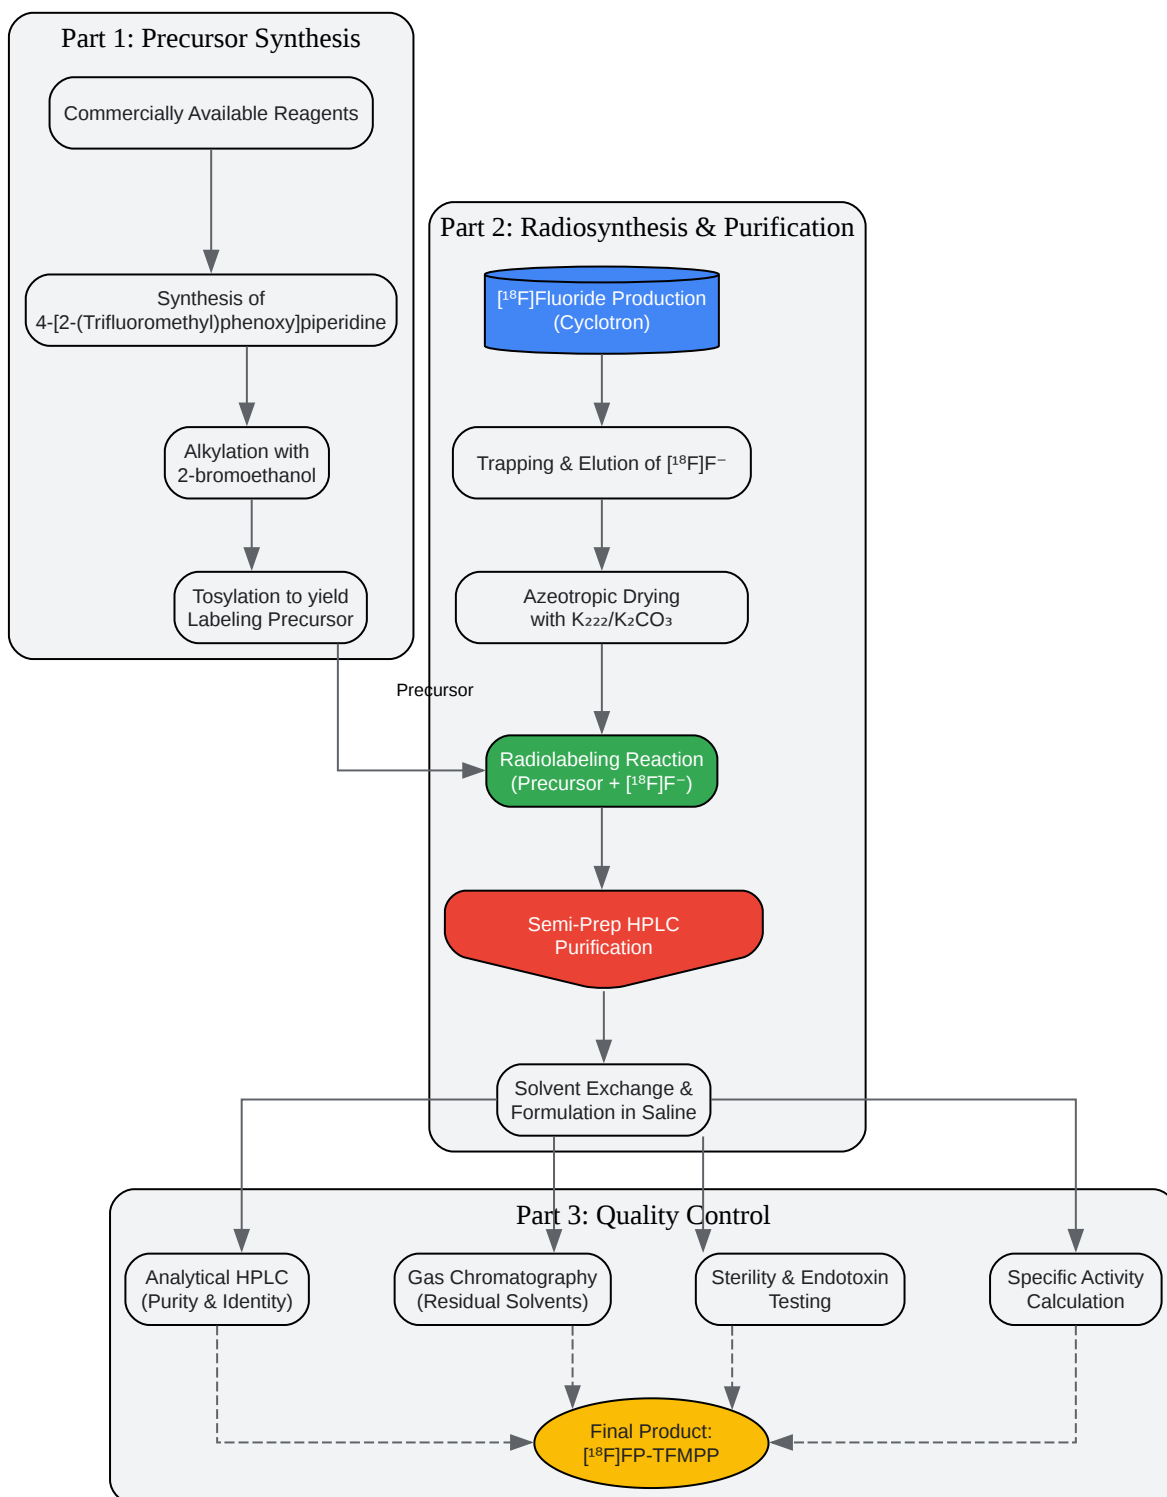 Part 1: Precursor Synthesis
Commercially Available Reagents
Synthesis of
4-[2-(Trifluoromethyl)phenoxy]piperidine
Alkylation with
2-bromoethanol
Tosylation to yield
Labeling Precursor
Precursor
Part 2: Radiosynthesis & Purification
[¹⁸F]Fluoride Production
(Cyclotron)
Trapping & Elution of [¹⁸F]F⁻
Azeotropic Drying
with K₂₂₂/K₂CO₃
Radiolabeling Reaction
(Precursor + [¹⁸F]F⁻)
Semi-Prep HPLC
Purification
Solvent Exchange &
Formulation in Saline
Part 3: Quality Control
Analytical HPLC
(Purity & Identity)
Gas Chromatography
(Residual Solvents)
Sterility & Endotoxin
Testing
Specific Activity
Calculation
Final Product:
[¹⁸F]FP-TFMPP